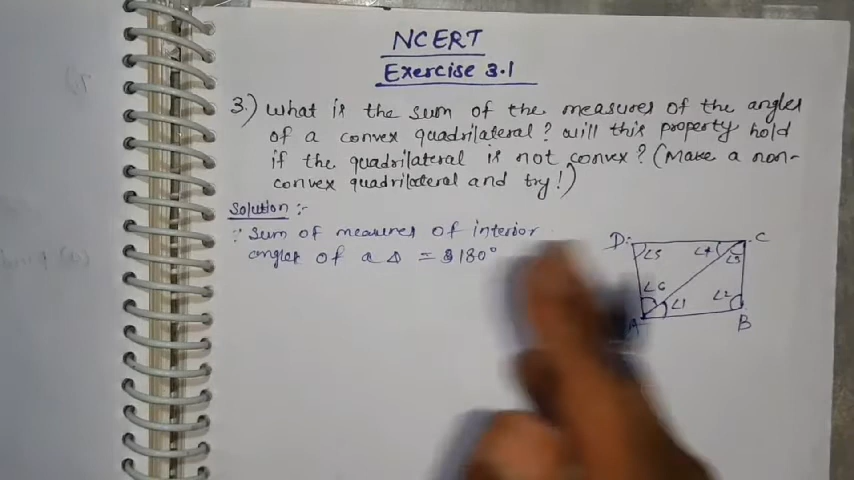 NCERT
Exercise 3.1
3.) What is the sum of the measures of the angles
of a convex quadrilateral? Will this property hold
if the quadrilateral is not convex? (Make a non-
convex quadrilateral and try!)
Solution :-
∵ Sum of measures of interior
angles of a Δ = 180°
D C
∠5 ∠4 ∠3
∠6 ∠1 ∠2
A B